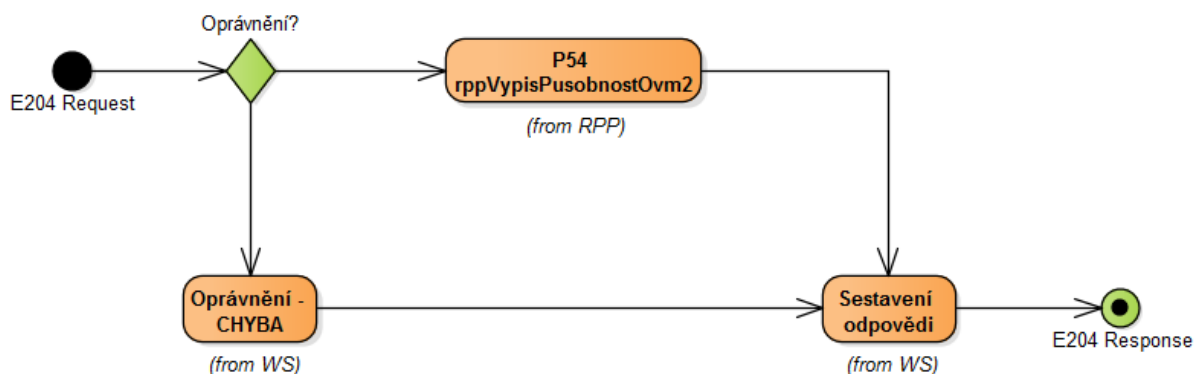 Oprávnění?
E204 Request
P54
rppVypisPusobnostOvm2
(from RPP)
Oprávnění -
CHYBA
(from WS)
Sestavení
odpovědi
(from WS)
E204 Response